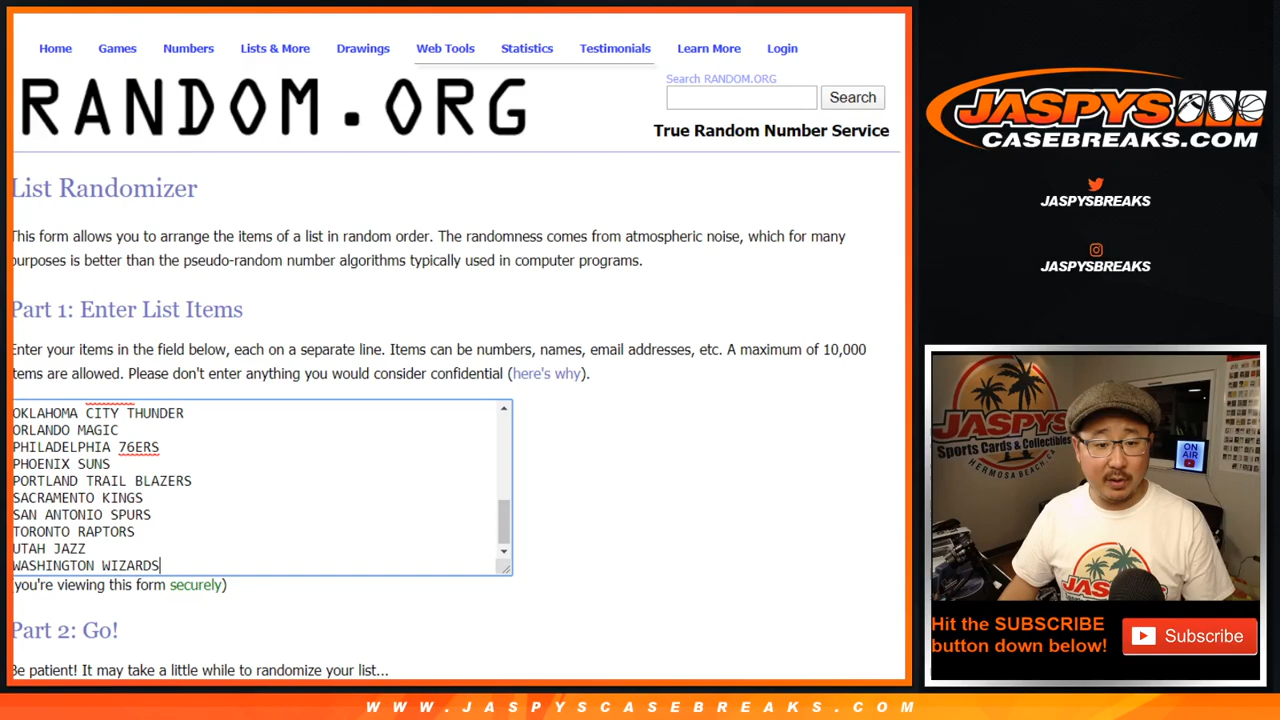 Home Games Numbers Lists & More Drawings Web Tools Statistics Testimonials Learn More Login
RANDOM.ORG
Search RANDOM.ORG
Search
True Random Number Service
List Randomizer
This form allows you to arrange the items of a list in random order. The randomness comes from atmospheric noise, which for many
purposes is better than the pseudo-random number algorithms typically used in computer programs.
Part 1: Enter List Items
Enter your items in the field below, each on a separate line. Items can be numbers, names, email addresses, etc. A maximum of 10,000
items are allowed. Please don't enter anything you would consider confidential (here's why).
OKLAHOMA CITY THUNDER
ORLANDO MAGIC
PHILADELPHIA 76ERS
PHOENIX SUNS
PORTLAND TRAIL BLAZERS
SACRAMENTO KINGS
SAN ANTONIO SPURS
TORONTO RAPTORS
UTAH JAZZ
WASHINGTON WIZARDS
(you're viewing this form securely)
Part 2: Go!
Be patient! It may take a little while to randomize your list...
JASPYS
CASEBREAKS.COM
JASPYSBREAKS
JASPYSBREAKS
JASPYS
Sports Cards & Collectibles
HERMOSA BEACH, CA
ON
AIR
JASPYS
Hit the SUBSCRIBE
button down below!
Subscribe
WWW.JASPYSCASEBREAKS.COM